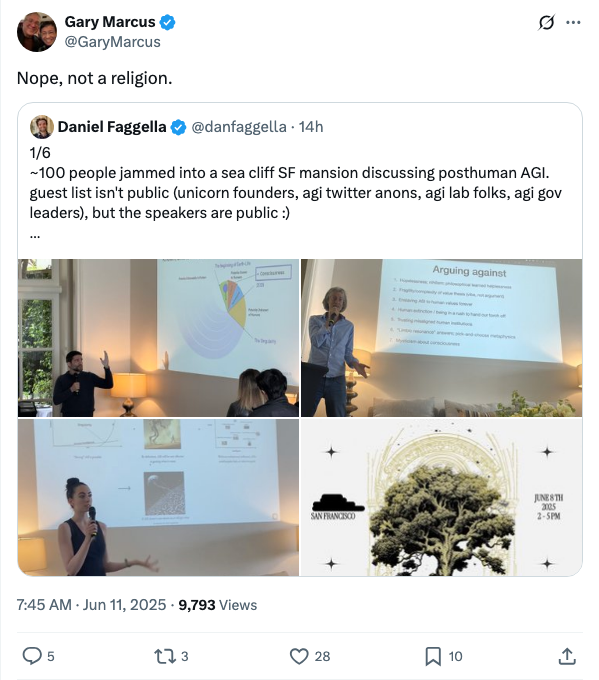 Gary Marcus
@GaryMarcus
Nope, not a religion.
Daniel Faggella @danfaggella · 14h
1/6
~100 people jammed into a sea cliff SF mansion discussing posthuman AGI.
guest list isn't public (unicorn founders, agi twitter anons, agi lab folks, agi gov
leaders), but the speakers are public :)
...
Arguing against
SAN FRANCISCO
JUNE 8TH
2025
2 - 5PM
7:45 AM · Jun 11, 2025 · 9,793 Views
5
3
28
10